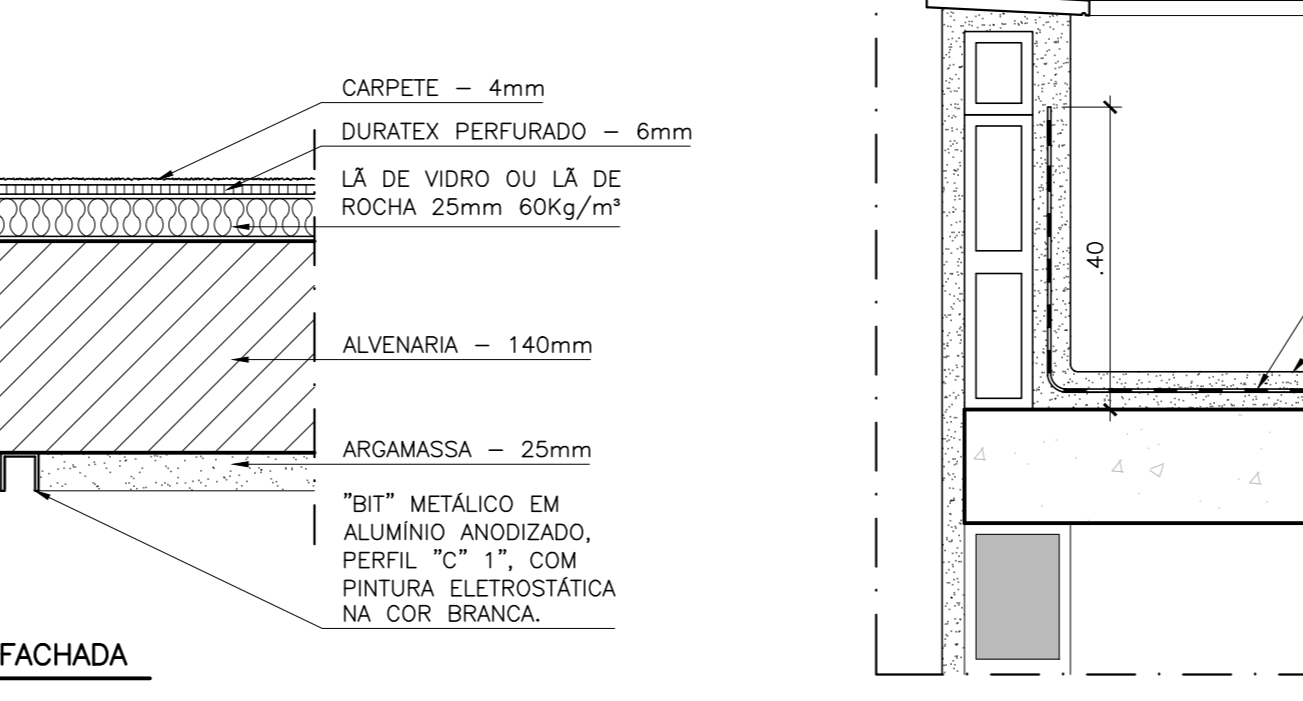 CARPETE – 4mm
DURATEX PERFURADO – 6mm
LÃ DE VIDRO OU LÃ DE
ROCHA 25mm 60Kg/m³
ALVENARIA – 140mm
ARGAMASSA – 25mm
"BIT" METÁLICO EM
ALUMÍNIO ANODIZADO,
PERFIL "C" 1", COM
PINTURA ELETROSTÁTICA
NA COR BRANCA.
FACHADA
.40